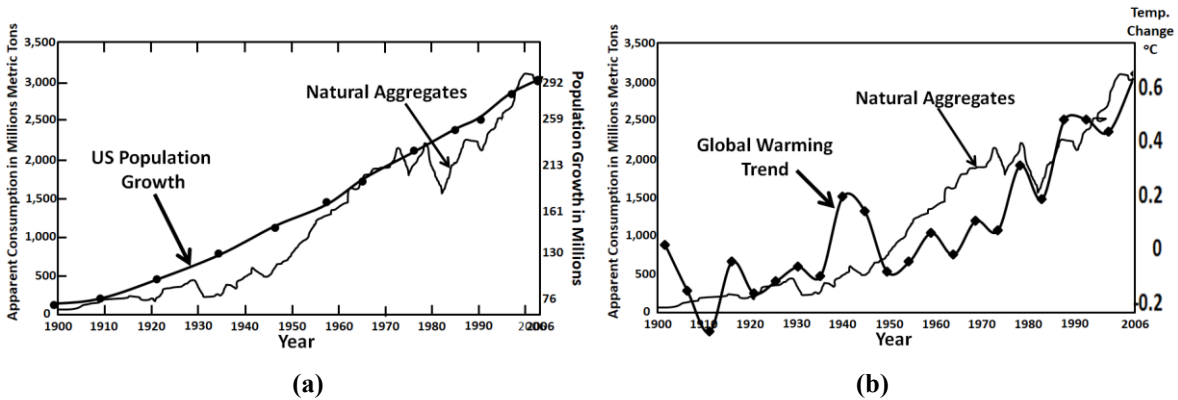 3,500
3,000
2,500
2,000
1,500
1,000
500
0
Apparent Consumption in Millions Metric Tons
1900 1910 1920 1930 1940 1950 1960 1970 1980 1990 2006
Year
Natural Aggregates
US Population
Growth
292
259
213
161
130
76
Population Growth in Millions
(a)
Temp.
Change
°C
3,500
3,000
2,500
2,000
1,500
1,000
500
0
Apparent Consumption in Millions Metric Tons
1900 1910 1920 1930 1940 1950 1960 1970 1980 1990 2006
Year
Natural Aggregates
Global Warming
Trend
0.6
0.4
0.2
0
-0.2
(b)